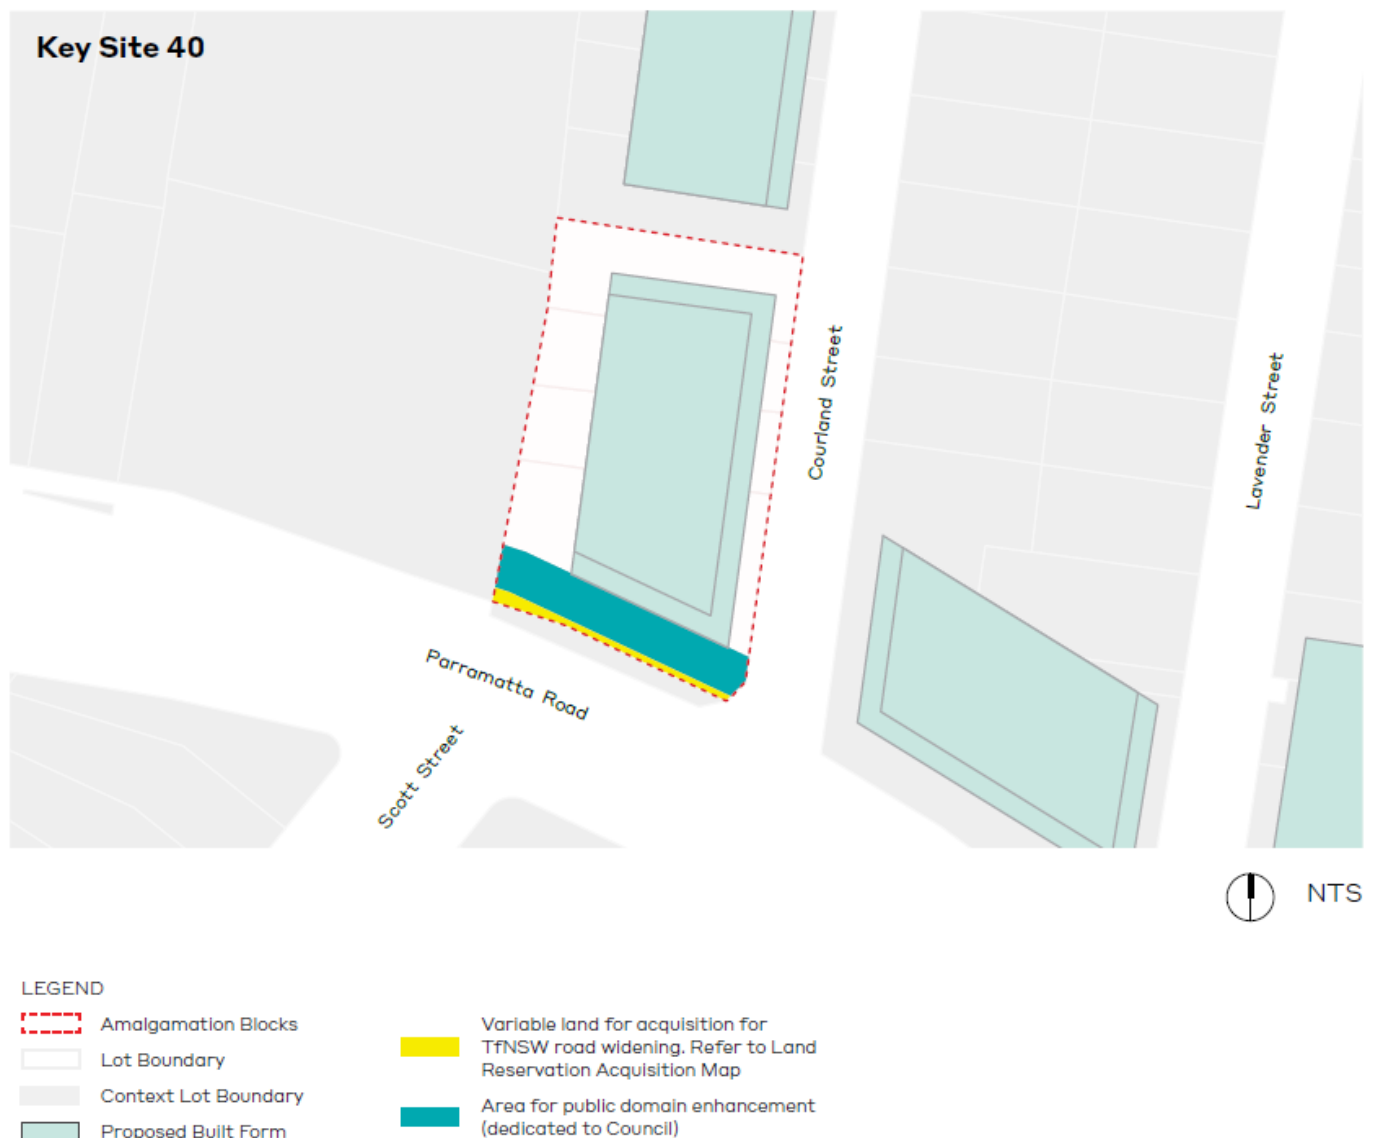 Key Site 40
Courland Street
Lavender Street
Parramatta Road
Scott Street
NTS
LEGEND
Amalgamation Blocks
Lot Boundary
Context Lot Boundary
Proposed Built Form
Variable land for acquisition for
TfNSW road widening. Refer to Land
Reservation Acquisition Map
Area for public domain enhancement
(dedicated to Council)